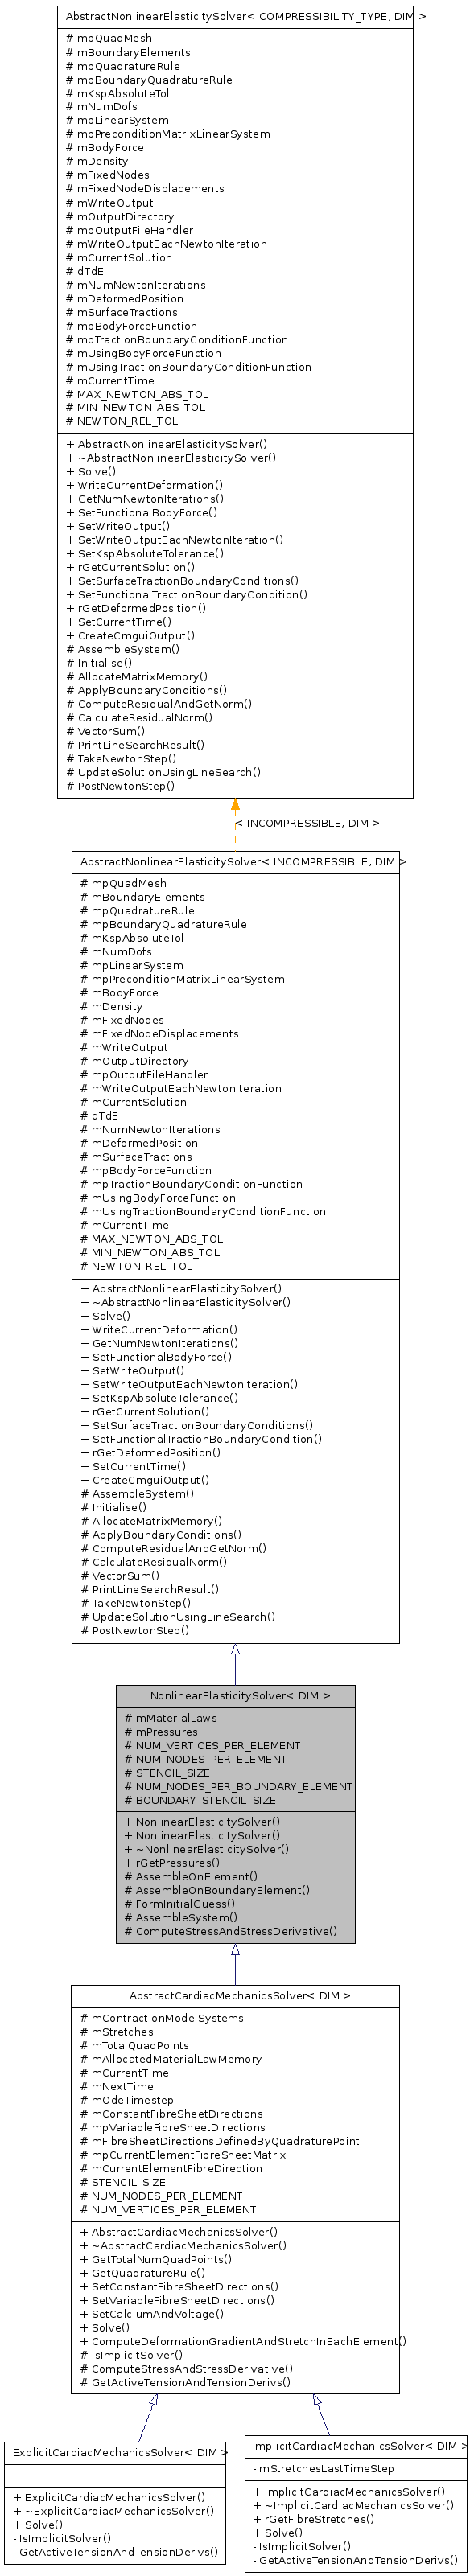 AbstractNonlinearElasticitySolver< COMPRESSIBILITY_TYPE, DIM >
# mpQuadMesh
# mBoundaryElements
# mpQuadratureRule
# mpBoundaryQuadratureRule
# mKspAbsoluteTol
# mNumDofs
# mpLinearSystem
# mpPreconditionMatrixLinearSystem
# mBodyForce
# mDensity
# mFixedNodes
# mFixedNodeDisplacements
# mWriteOutput
# mOutputDirectory
# mpOutputFileHandler
# mWriteOutputEachNewtonIteration
# mCurrentSolution
# dTdE
# mNumNewtonIterations
# mDeformedPosition
# mSurfaceTractions
# mpBodyForceFunction
# mpTractionBoundaryConditionFunction
# mUsingBodyForceFunction
# mUsingTractionBoundaryConditionFunction
# mCurrentTime
# MAX_NEWTON_ABS_TOL
# MIN_NEWTON_ABS_TOL
# NEWTON_REL_TOL
+ AbstractNonlinearElasticitySolver()
+ ~AbstractNonlinearElasticitySolver()
+ Solve()
+ WriteCurrentDeformation()
+ GetNumNewtonIterations()
+ SetFunctionalBodyForce()
+ SetWriteOutput()
+ SetWriteOutputEachNewtonIteration()
+ SetKspAbsoluteTolerance()
+ rGetCurrentSolution()
+ SetSurfaceTractionBoundaryConditions()
+ SetFunctionalTractionBoundaryCondition()
+ rGetDeformedPosition()
+ SetCurrentTime()
+ CreateCmguiOutput()
# AssembleSystem()
# Initialise()
# AllocateMatrixMemory()
# ApplyBoundaryConditions()
# ComputeResidualAndGetNorm()
# CalculateResidualNorm()
# VectorSum()
# PrintLineSearchResult()
# TakeNewtonStep()
# UpdateSolutionUsingLineSearch()
# PostNewtonStep()
< INCOMPRESSIBLE, DIM >
AbstractNonlinearElasticitySolver< INCOMPRESSIBLE, DIM >
# mpQuadMesh
# mBoundaryElements
# mpQuadratureRule
# mpBoundaryQuadratureRule
# mKspAbsoluteTol
# mNumDofs
# mpLinearSystem
# mpPreconditionMatrixLinearSystem
# mBodyForce
# mDensity
# mFixedNodes
# mFixedNodeDisplacements
# mWriteOutput
# mOutputDirectory
# mpOutputFileHandler
# mWriteOutputEachNewtonIteration
# mCurrentSolution
# dTdE
# mNumNewtonIterations
# mDeformedPosition
# mSurfaceTractions
# mpBodyForceFunction
# mpTractionBoundaryConditionFunction
# mUsingBodyForceFunction
# mUsingTractionBoundaryConditionFunction
# mCurrentTime
# MAX_NEWTON_ABS_TOL
# MIN_NEWTON_ABS_TOL
# NEWTON_REL_TOL
+ AbstractNonlinearElasticitySolver()
+ ~AbstractNonlinearElasticitySolver()
+ Solve()
+ WriteCurrentDeformation()
+ GetNumNewtonIterations()
+ SetFunctionalBodyForce()
+ SetWriteOutput()
+ SetWriteOutputEachNewtonIteration()
+ SetKspAbsoluteTolerance()
+ rGetCurrentSolution()
+ SetSurfaceTractionBoundaryConditions()
+ SetFunctionalTractionBoundaryCondition()
+ rGetDeformedPosition()
+ SetCurrentTime()
+ CreateCmguiOutput()
# AssembleSystem()
# Initialise()
# AllocateMatrixMemory()
# ApplyBoundaryConditions()
# ComputeResidualAndGetNorm()
# CalculateResidualNorm()
# VectorSum()
# PrintLineSearchResult()
# TakeNewtonStep()
# UpdateSolutionUsingLineSearch()
# PostNewtonStep()
NonlinearElasticitySolver< DIM >
# mMaterialLaws
# mPressures
# NUM_VERTICES_PER_ELEMENT
# NUM_NODES_PER_ELEMENT
# STENCIL_SIZE
# NUM_NODES_PER_BOUNDARY_ELEMENT
# BOUNDARY_STENCIL_SIZE
+ NonlinearElasticitySolver()
+ NonlinearElasticitySolver()
+ ~NonlinearElasticitySolver()
+ rGetPressures()
# AssembleOnElement()
# AssembleOnBoundaryElement()
# FormInitialGuess()
# AssembleSystem()
# ComputeStressAndStressDerivative()
AbstractCardiacMechanicsSolver< DIM >
# mContractionModelSystems
# mStretches
# mTotalQuadPoints
# mAllocatedMaterialLawMemory
# mCurrentTime
# mNextTime
# mOdeTimestep
# mConstantFibreSheetDirections
# mpVariableFibreSheetDirections
# mFibreSheetDirectionsDefinedByQuadraturePoint
# mpCurrentElementFibreSheetMatrix
# mCurrentElementFibreDirection
# STENCIL_SIZE
# NUM_NODES_PER_ELEMENT
# NUM_VERTICES_PER_ELEMENT
+ AbstractCardiacMechanicsSolver()
+ ~AbstractCardiacMechanicsSolver()
+ GetTotalNumQuadPoints()
+ GetQuadratureRule()
+ SetConstantFibreSheetDirections()
+ SetVariableFibreSheetDirections()
+ SetCalciumAndVoltage()
+ Solve()
+ ComputeDeformationGradientAndStretchInEachElement()
# IsImplicitSolver()
# ComputeStressAndStressDerivative()
# GetActiveTensionAndTensionDerivs()
ExplicitCardiacMechanicsSolver< DIM >
+ ExplicitCardiacMechanicsSolver()
+ ~ExplicitCardiacMechanicsSolver()
+ Solve()
- IsImplicitSolver()
- GetActiveTensionAndTensionDerivs()
ImplicitCardiacMechanicsSolver< DIM >
- mStretchesLastTimeStep
+ ImplicitCardiacMechanicsSolver()
+ ~ImplicitCardiacMechanicsSolver()
+ rGetFibreStretches()
+ Solve()
- IsImplicitSolver()
- GetActiveTensionAndTensionDerivs()